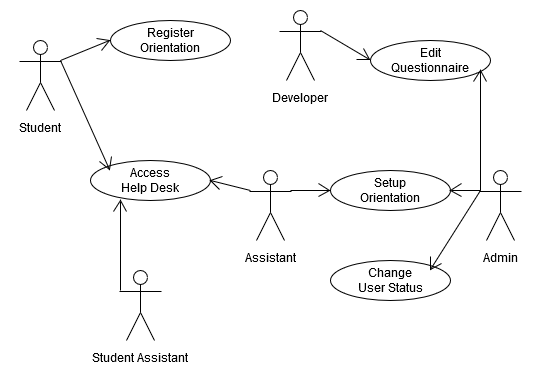 Register
Orientation
Edit
Questionnaire
Developer
Student
Access
Help Desk
Setup
Orientation
Assistant
Admin
Change
User Status
Student Assistant